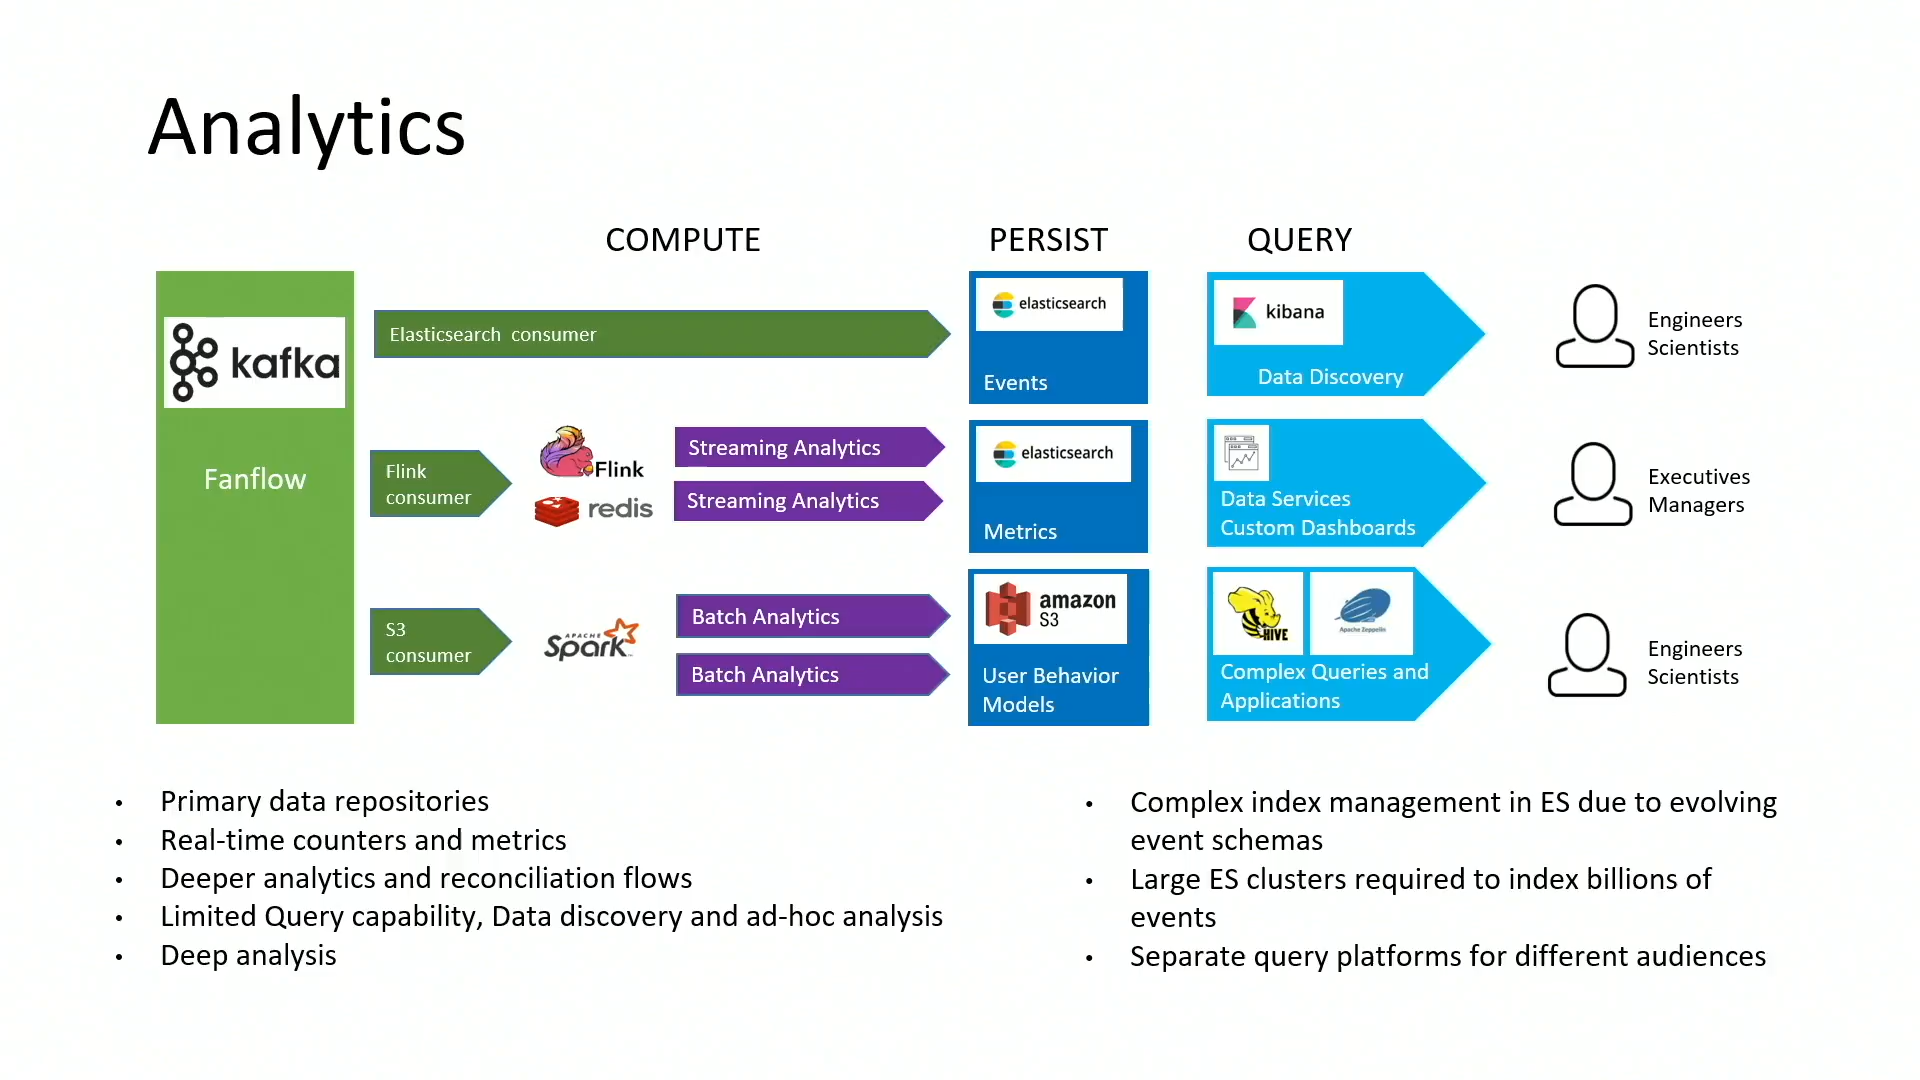 Analytics
COMPUTE
PERSIST
QUERY
kafka
Fanflow
Elasticsearch consumer
elasticsearch
Events
kibana
Data Discovery
Engineers
Scientists
Flink
consumer
Flink
redis
Streaming Analytics
Streaming Analytics
elasticsearch
Metrics
Data Services
Custom Dashboards
Executives
Managers
S3
consumer
APACHE
Spark
Batch Analytics
Batch Analytics
amazon
S3
User Behavior
Models
HIVE
Apache Zeppelin
Complex Queries and
Applications
Engineers
Scientists
• Primary data repositories
• Real-time counters and metrics
• Deeper analytics and reconciliation flows
• Limited Query capability, Data discovery and ad-hoc analysis
• Deep analysis
• Complex index management in ES due to evolving
event schemas
• Large ES clusters required to index billions of
events
• Separate query platforms for different audiences